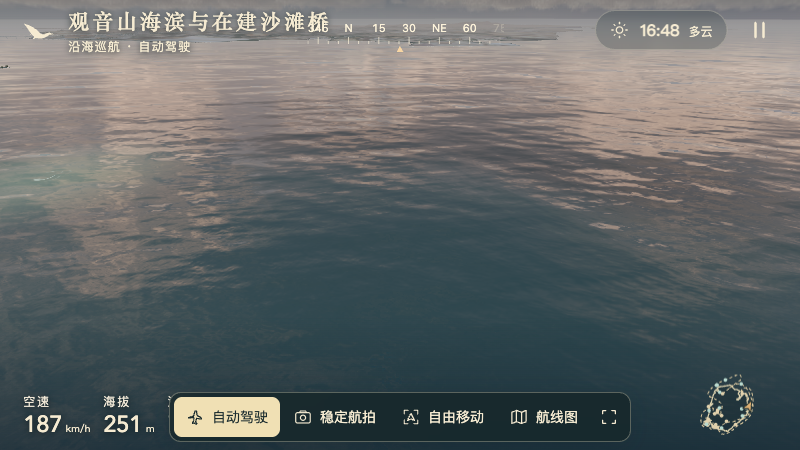 观音山海滨与在建沙滩桥
沿海巡航 · 自动驾驶
N 15 30 NE 60 75
16:48 多云
空速
187 km/h
海拔
251 m
自动驾驶
稳定航拍
自由移动
航线图